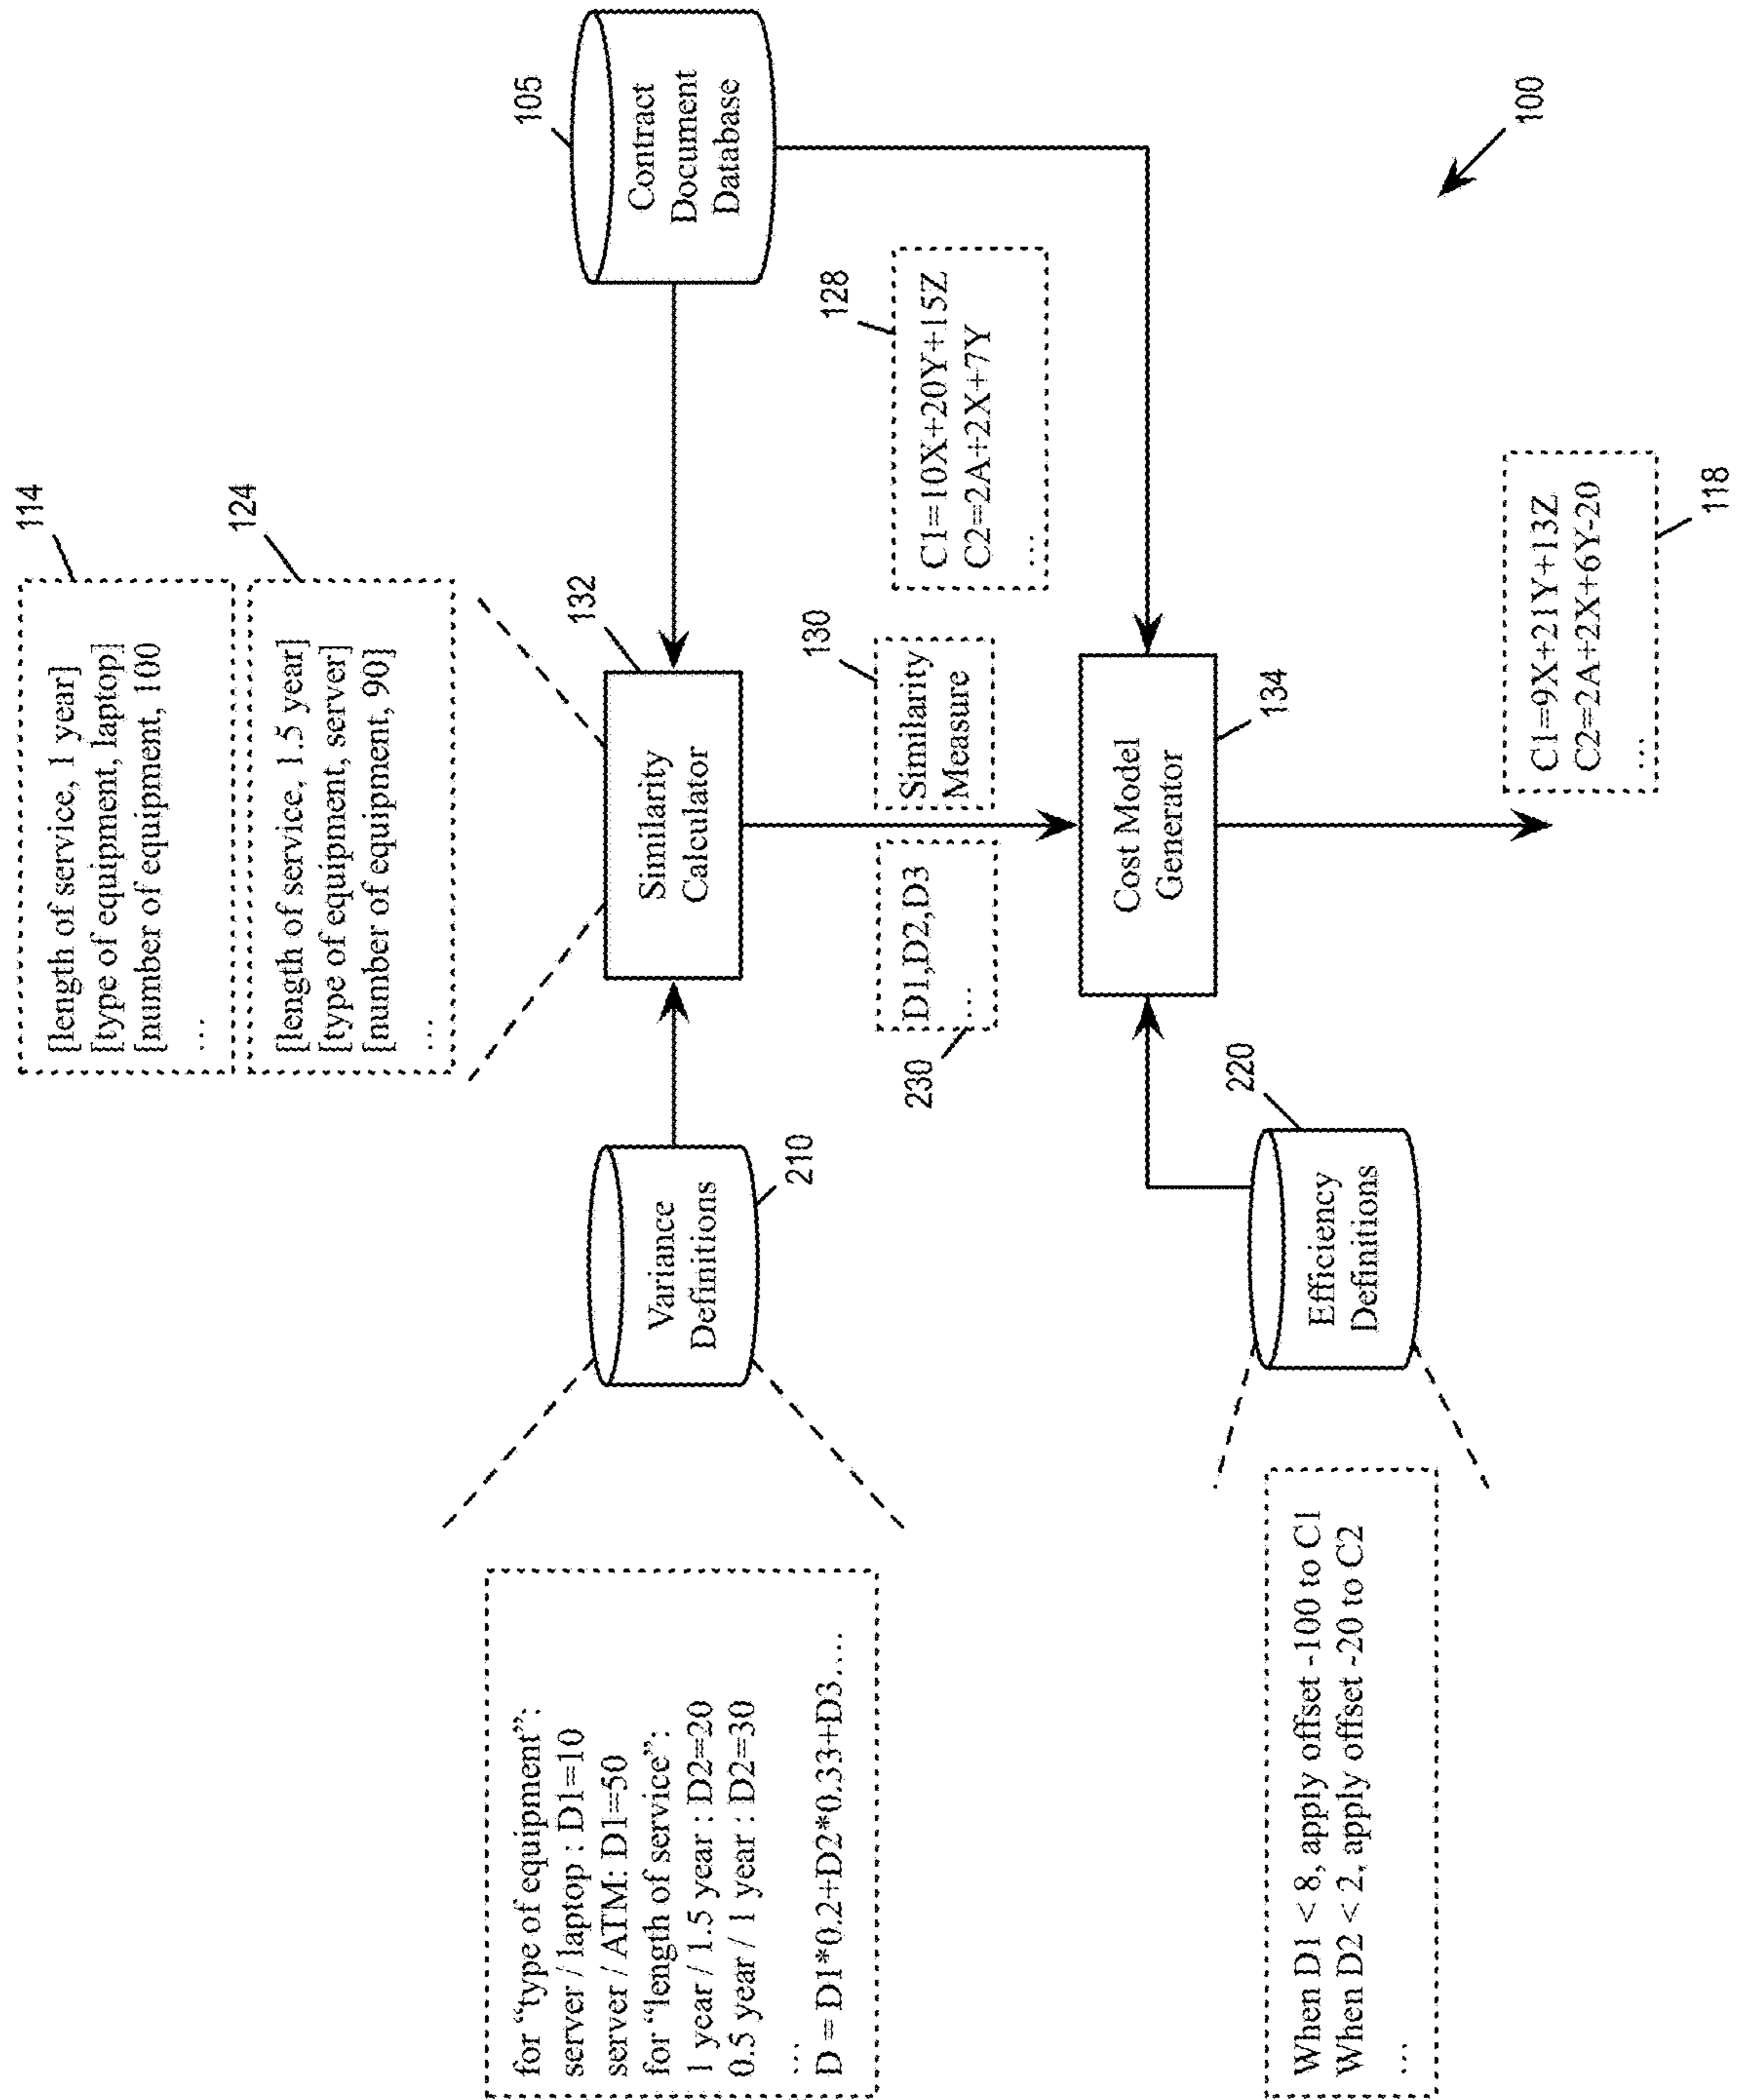 for “type of equipment”:
server / laptop : D1=10
server / ATM: D1=50
for “length of service”:
1 year / 1.5 year : D2=20
0.5 year / 1 year : D2=30
...
D = D1*0.2+D2*0.33+D3...
Variance
Definitions
210
[length of service, 1 year]
[type of equipment, laptop]
[number of equipment, 100
...
114
[length of service, 1.5 year]
[type of equipment, server]
[number of equipment, 90]
...
124
Similarity
Calculator
132
Contract
Document
Database
105
D1,D2,D3
...
230
Similarity
Measure
130
C1=10X+20Y+15Z
C2=2A+2X+7Y
...
128
When D1 < 8, apply offset -100 to C1
When D2 < 2, apply offset -20 to C2
...
Efficiency
Definitions
220
Cost Model
Generator
134
C1=9X+21Y+13Z
C2=2A+2X+6Y-20
...
118
100